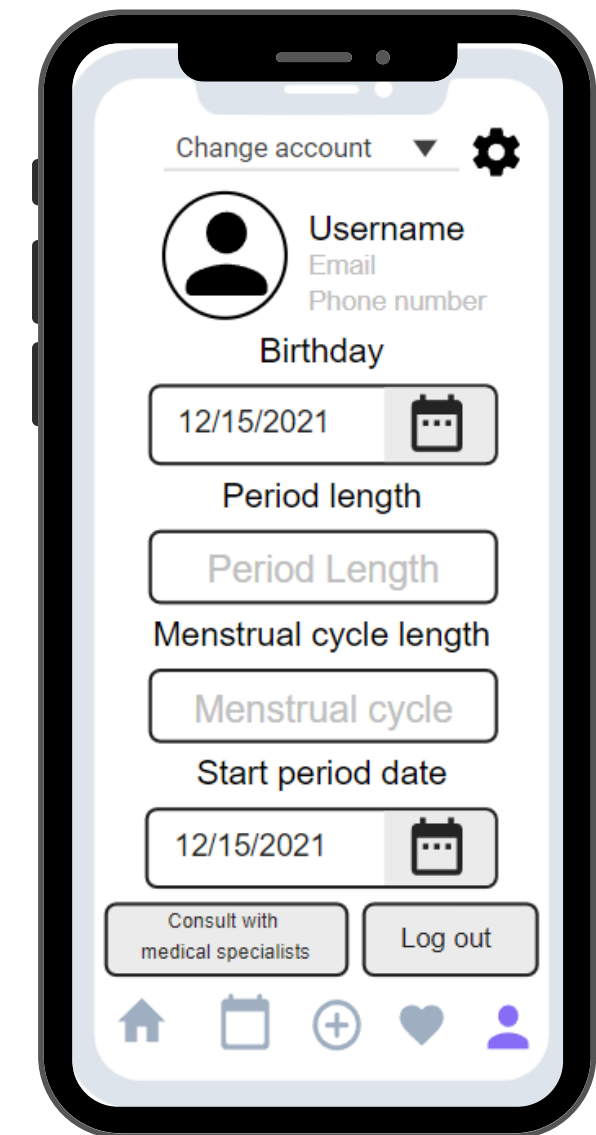 Change account
Username
Email
Phone number
Birthday
12/15/2021
Period length
Period Length
Menstrual cycle length
Menstrual cycle
Start period date
12/15/2021
Consult with
medical specialists
Log out